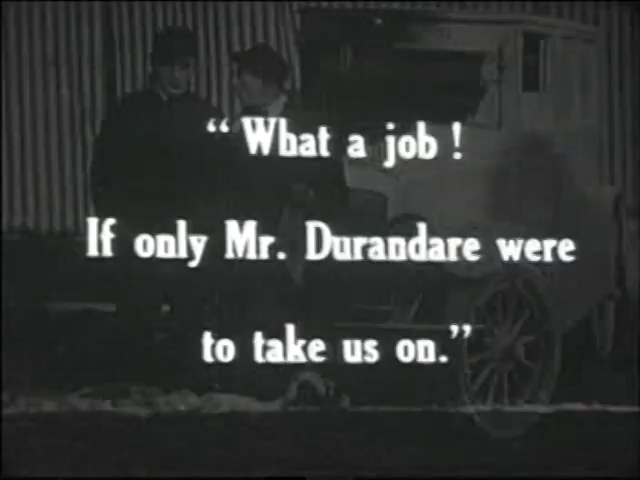 “What a job!
If only Mr. Durandare were
to take us on.”